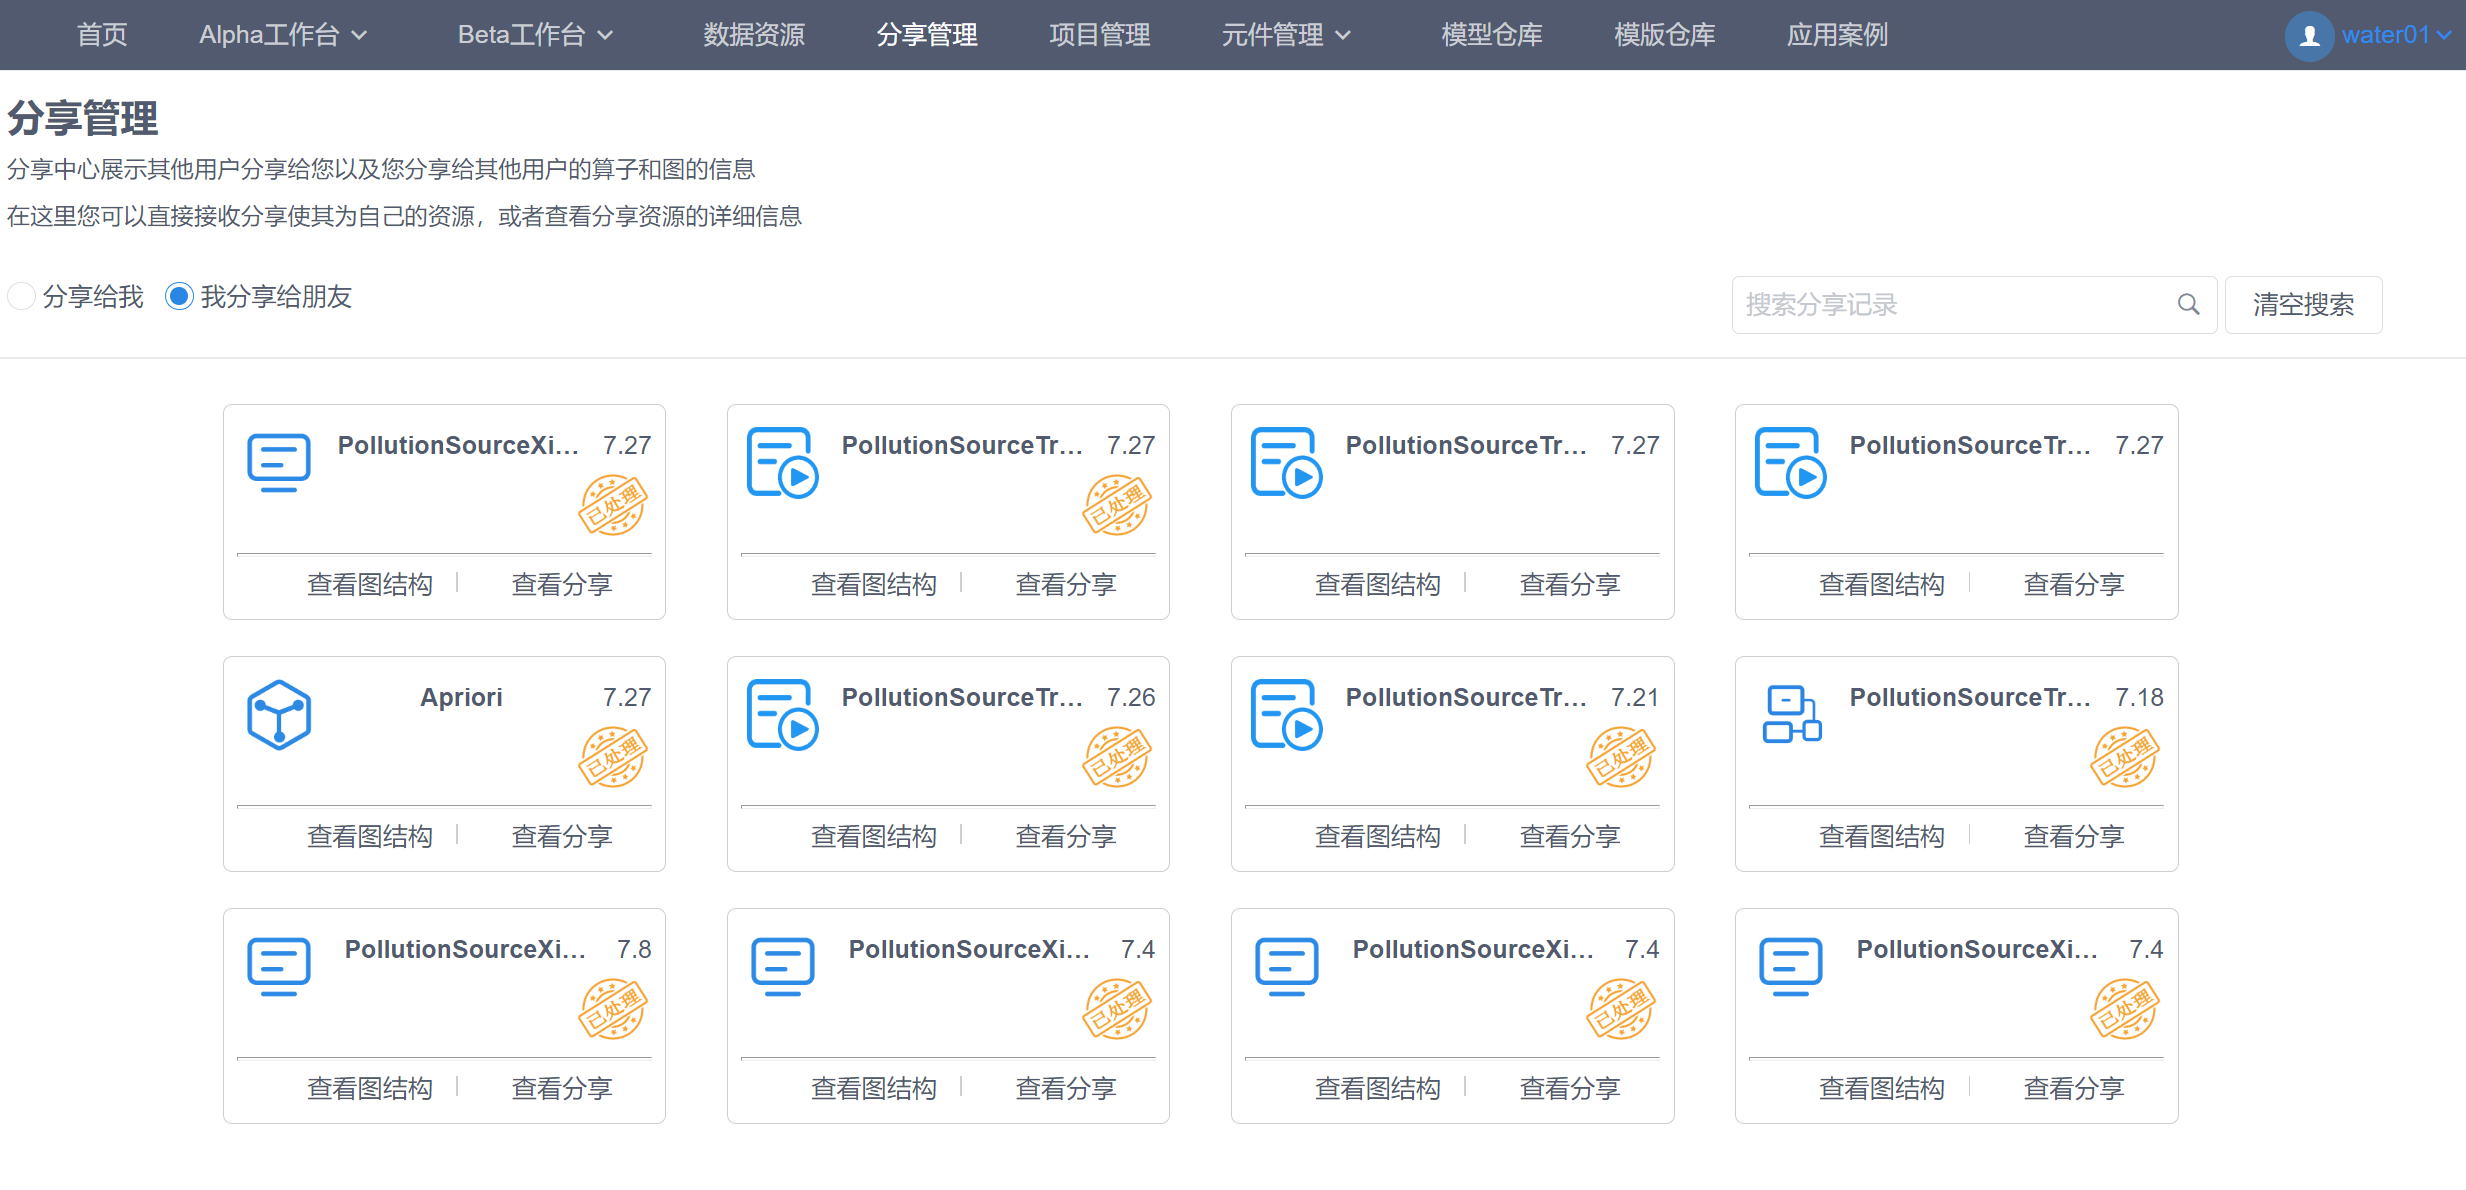 首页 Alpha工作台 Beta工作台 数据资源 分享管理 项目管理 元件管理 模型仓库 模版仓库 应用案例 water01
分享管理
分享中心展示其他用户分享给您以及您分享给其他用户的算子和图的信息
在这里您可以直接接收分享使其为自己的资源，或者查看分享资源的详细信息
分享给我 我分享给朋友 搜索分享记录 清空搜索
PollutionSourceXi... 7.27 PollutionSourceTr... 7.27 PollutionSourceTr... 7.27 PollutionSourceTr... 7.27
已处理 已处理
查看图结构 查看分享 查看图结构 查看分享 查看图结构 查看分享 查看图结构 查看分享
Apriori 7.27 PollutionSourceTr... 7.26 PollutionSourceTr... 7.21 PollutionSourceTr... 7.18
已处理 已处理 已处理 已处理
查看图结构 查看分享 查看图结构 查看分享 查看图结构 查看分享 查看图结构 查看分享
PollutionSourceXi... 7.8 PollutionSourceXi... 7.4 PollutionSourceXi... 7.4 PollutionSourceXi... 7.4
已处理 已处理 已处理 已处理
查看图结构 查看分享 查看图结构 查看分享 查看图结构 查看分享 查看图结构 查看分享